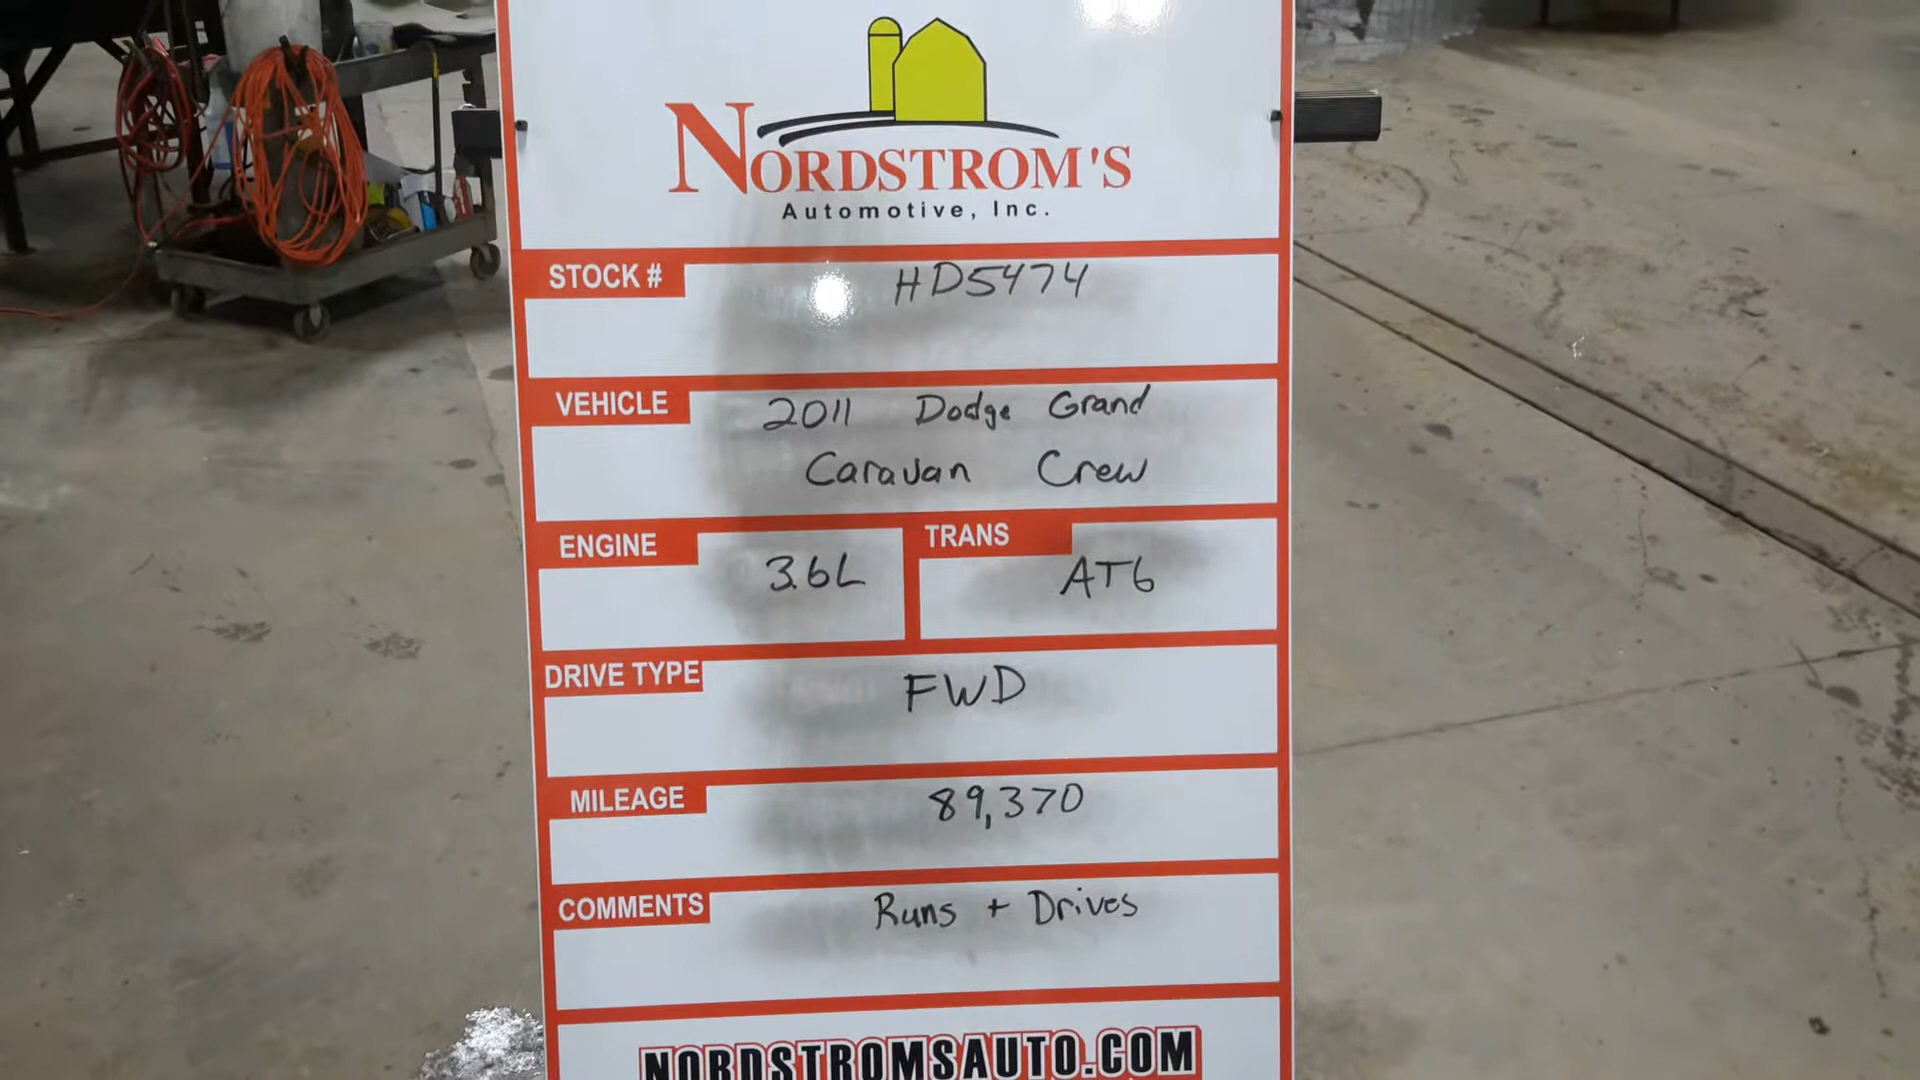 NORDSTROM'S
Automotive, Inc.
STOCK #
HD5474
VEHICLE
2011 Dodge Grand
Caravan Crew
ENGINE
3.6L
TRANS
AT6
DRIVE TYPE
FWD
MILEAGE
89,370
COMMENTS
Runs + Drives
NORDSTROMSAUTO.COM